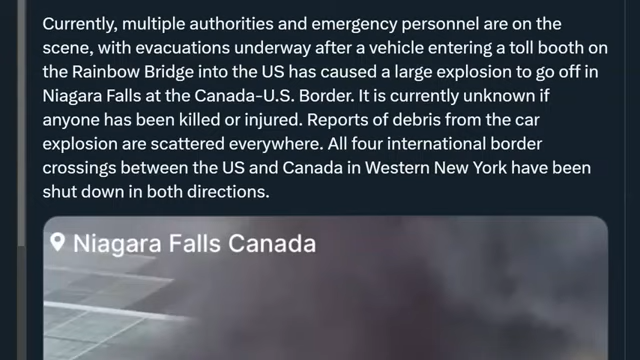 Currently, multiple authorities and emergency personnel are on the
scene, with evacuations underway after a vehicle entering a toll booth on
the Rainbow Bridge into the US has caused a large explosion to go off in
Niagara Falls at the Canada-U.S. Border. It is currently unknown if
anyone has been killed or injured. Reports of debris from the car
explosion are scattered everywhere. All four international border
crossings between the US and Canada in Western New York have been
shut down in both directions.
Niagara Falls Canada